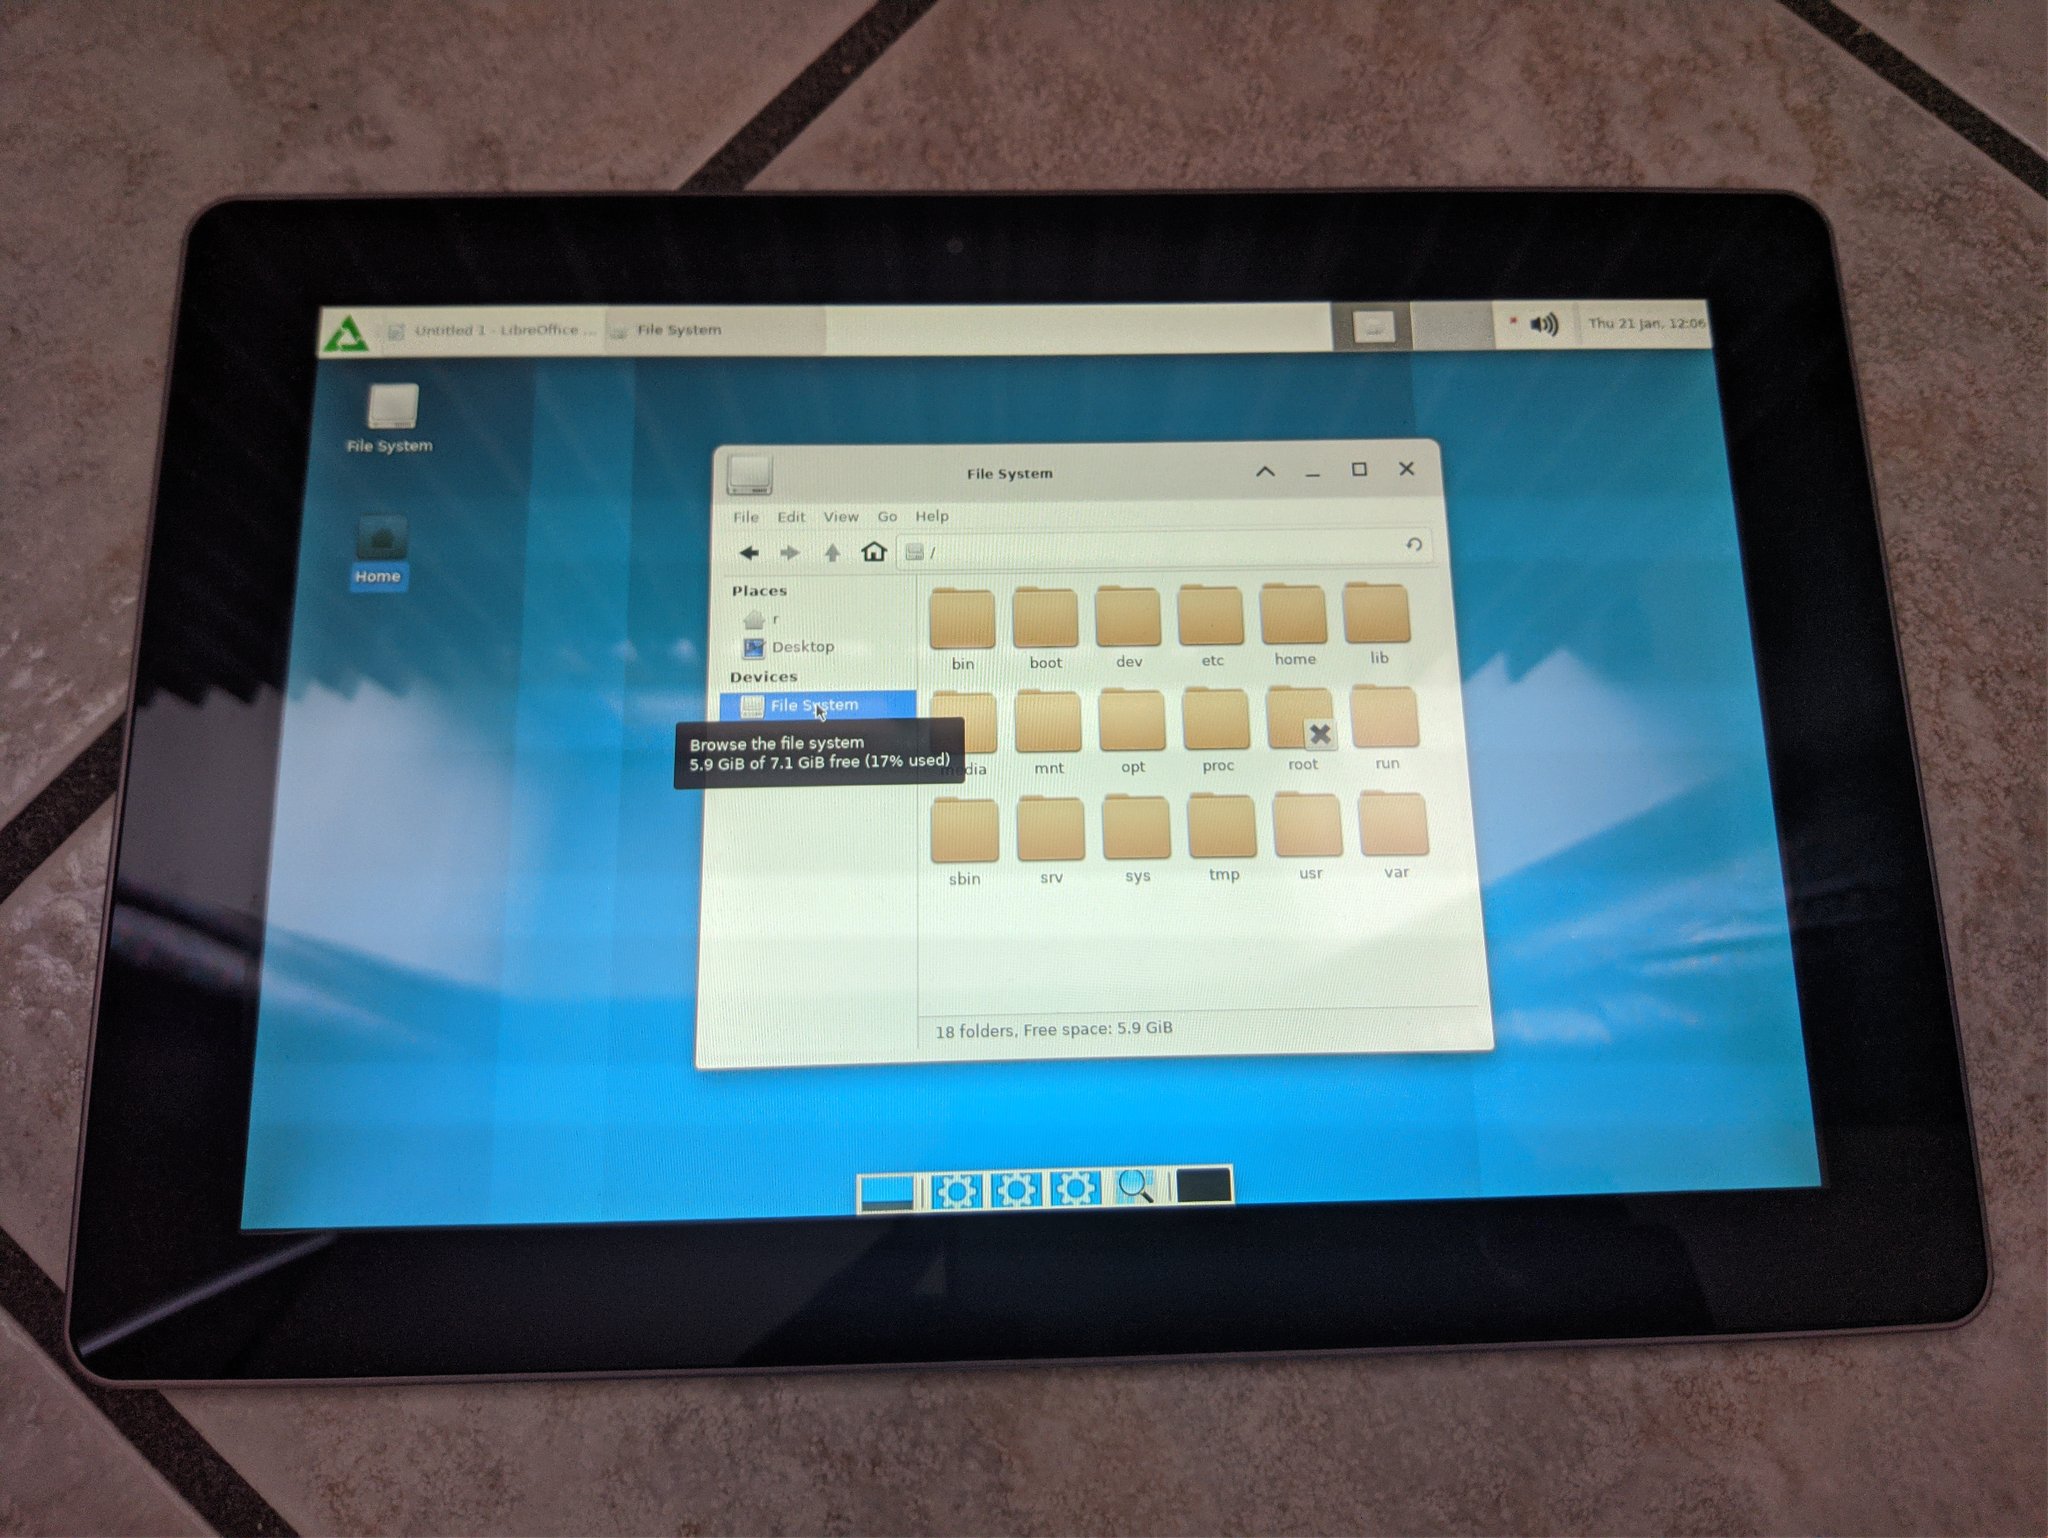 Untitled 1 - LibreOffice ...
File System
Thu 21 Jan, 12:06
File System
Home
File System
File Edit View Go Help
/
Places
r
Desktop
Devices
File System
Browse the file system
5.9 GiB of 7.1 GiB free (17% used)
bin boot dev etc home lib
media mnt opt proc root run
sbin srv sys tmp usr var
18 folders, Free space: 5.9 GiB